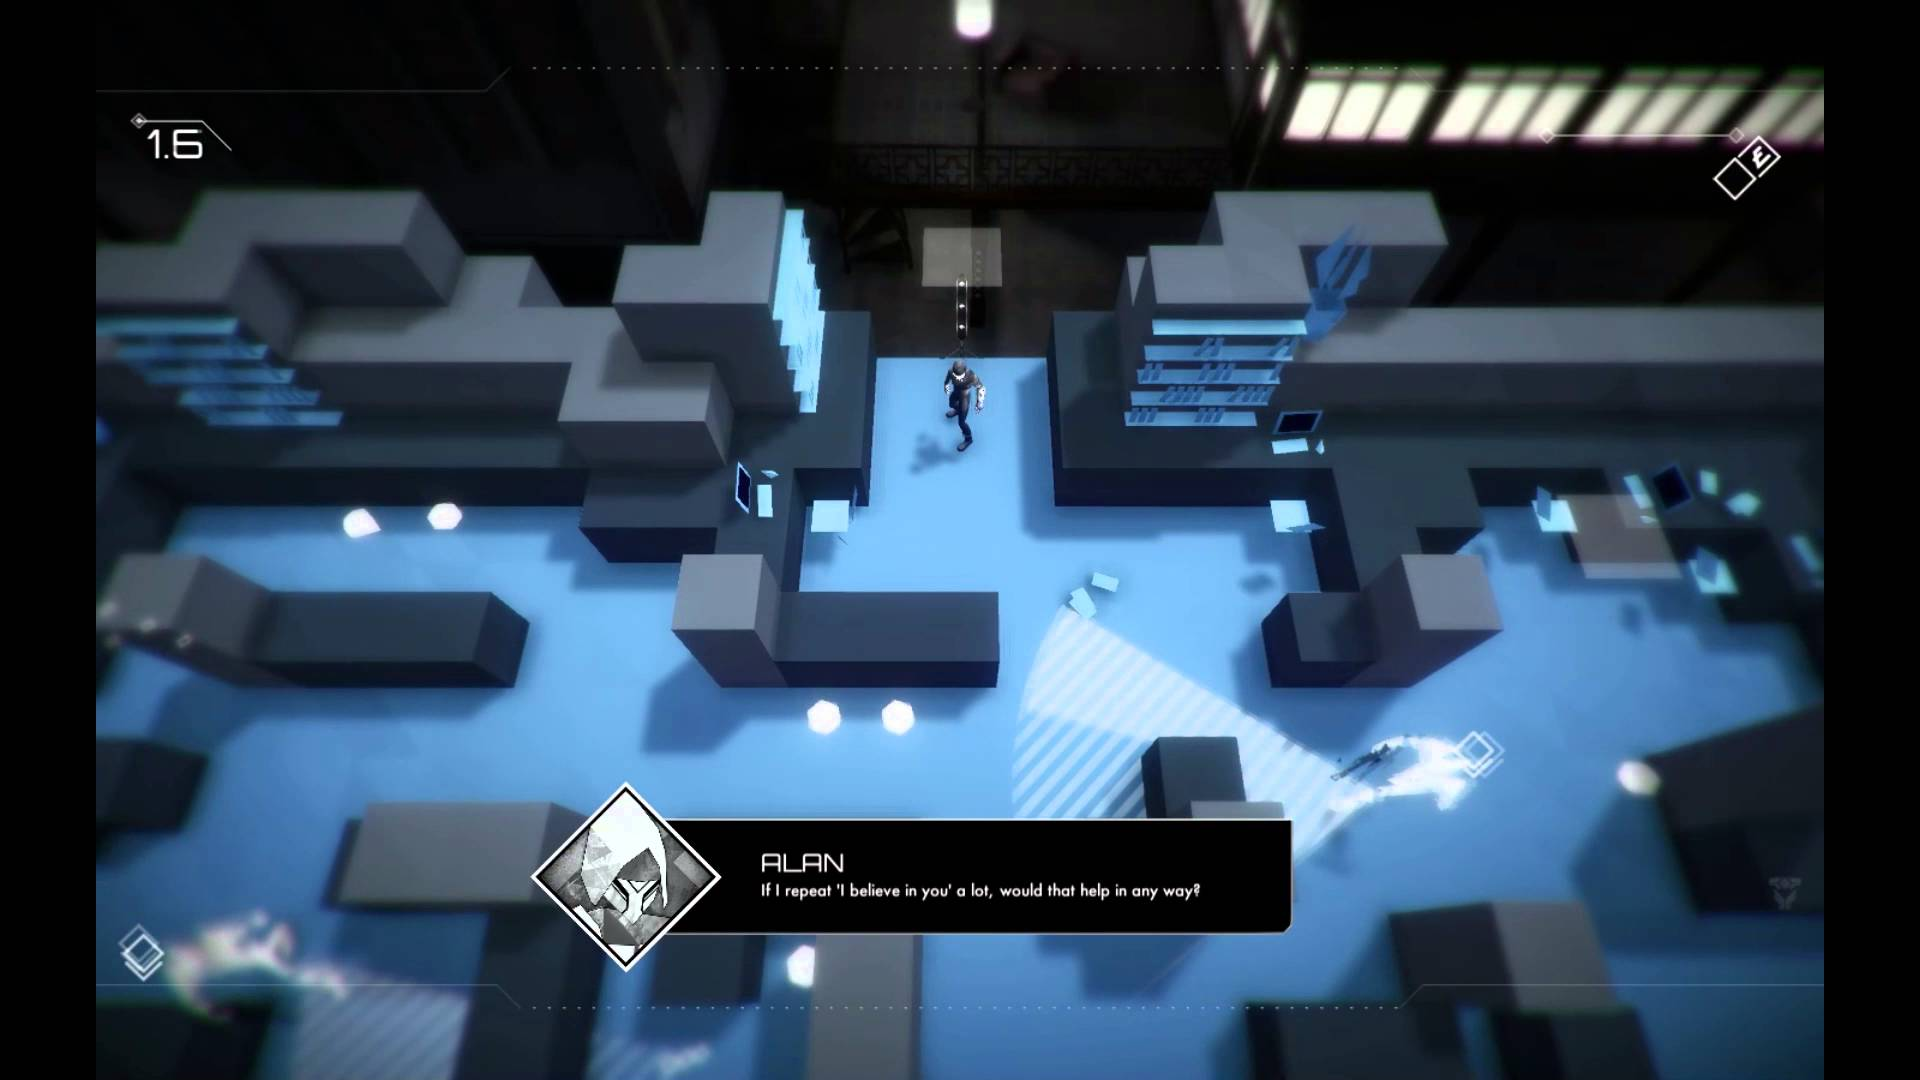 1.6
£
ALAN
If I repeat 'I believe in you' a lot, would that help in any way?